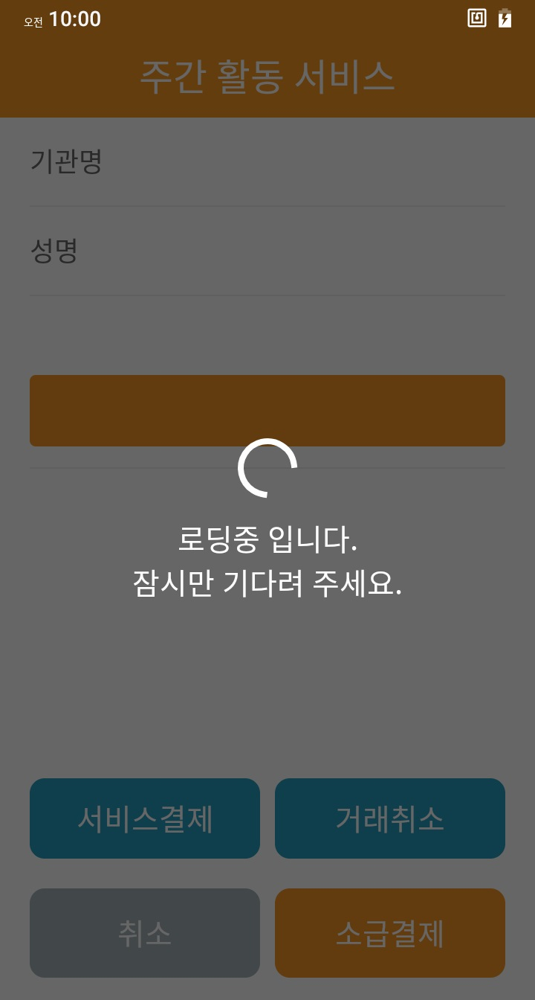 오전 10:00
주간 활동 서비스
기관명
성명
로딩중 입니다.
잠시만 기다려 주세요.
서비스결제 거래취소
취소 소급결제